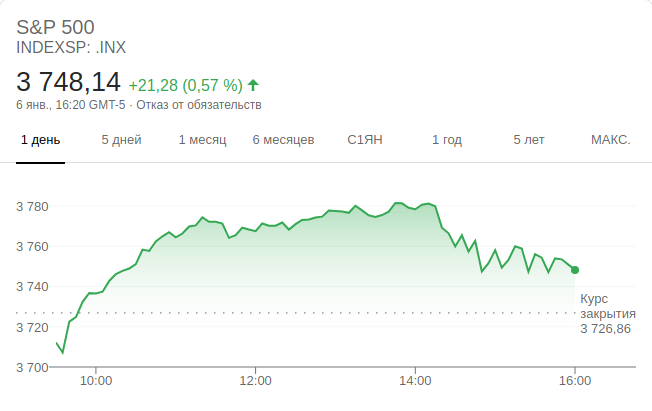 S&P 500
INDEXSP: .INX
3 748,14 +21,28 (0,57 %) ↑
6 янв., 16:20 GMT-5 · Отказ от обязательств
1 день 5 дней 1 месяц 6 месяцев С1ЯН 1 год 5 лет МАКС.
3 780
3 760
3 740
3 720
3 700
Курс
закрытия
3 726,86
10:00 12:00 14:00 16:00